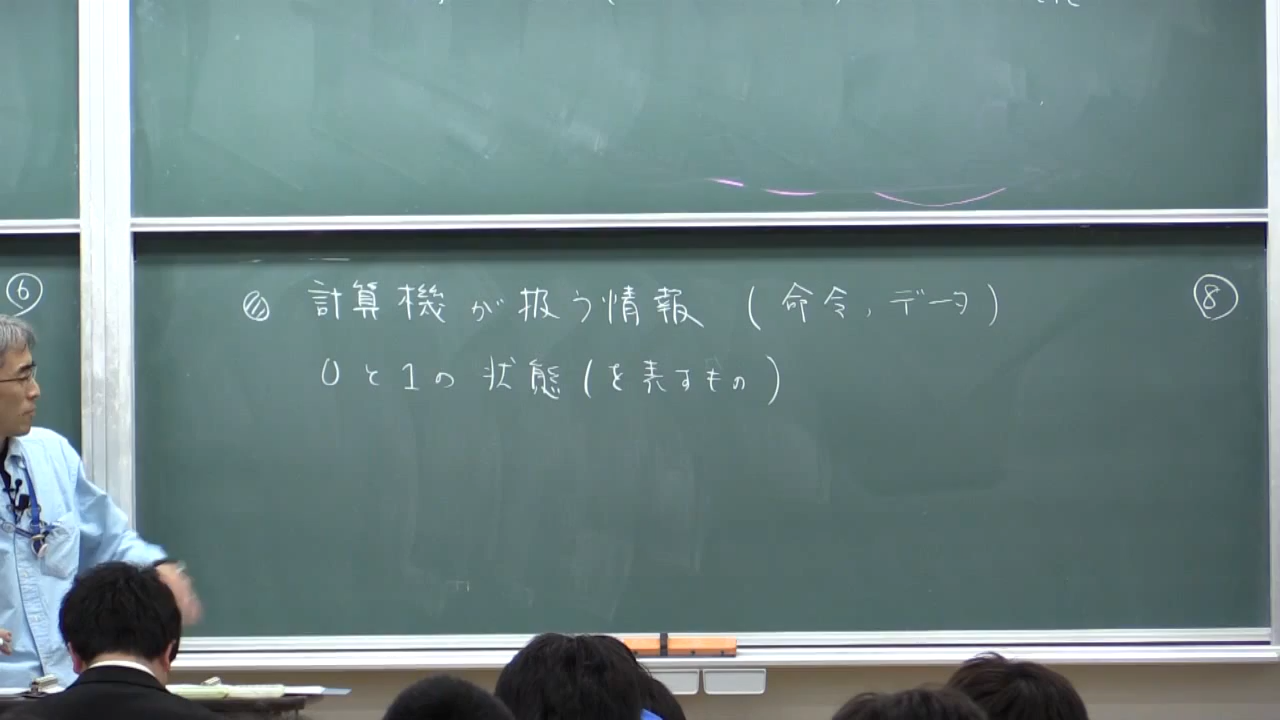 ⑥
計算機が扱う情報 (命令, データ) ⑧
0と1の状態(を表すもの)